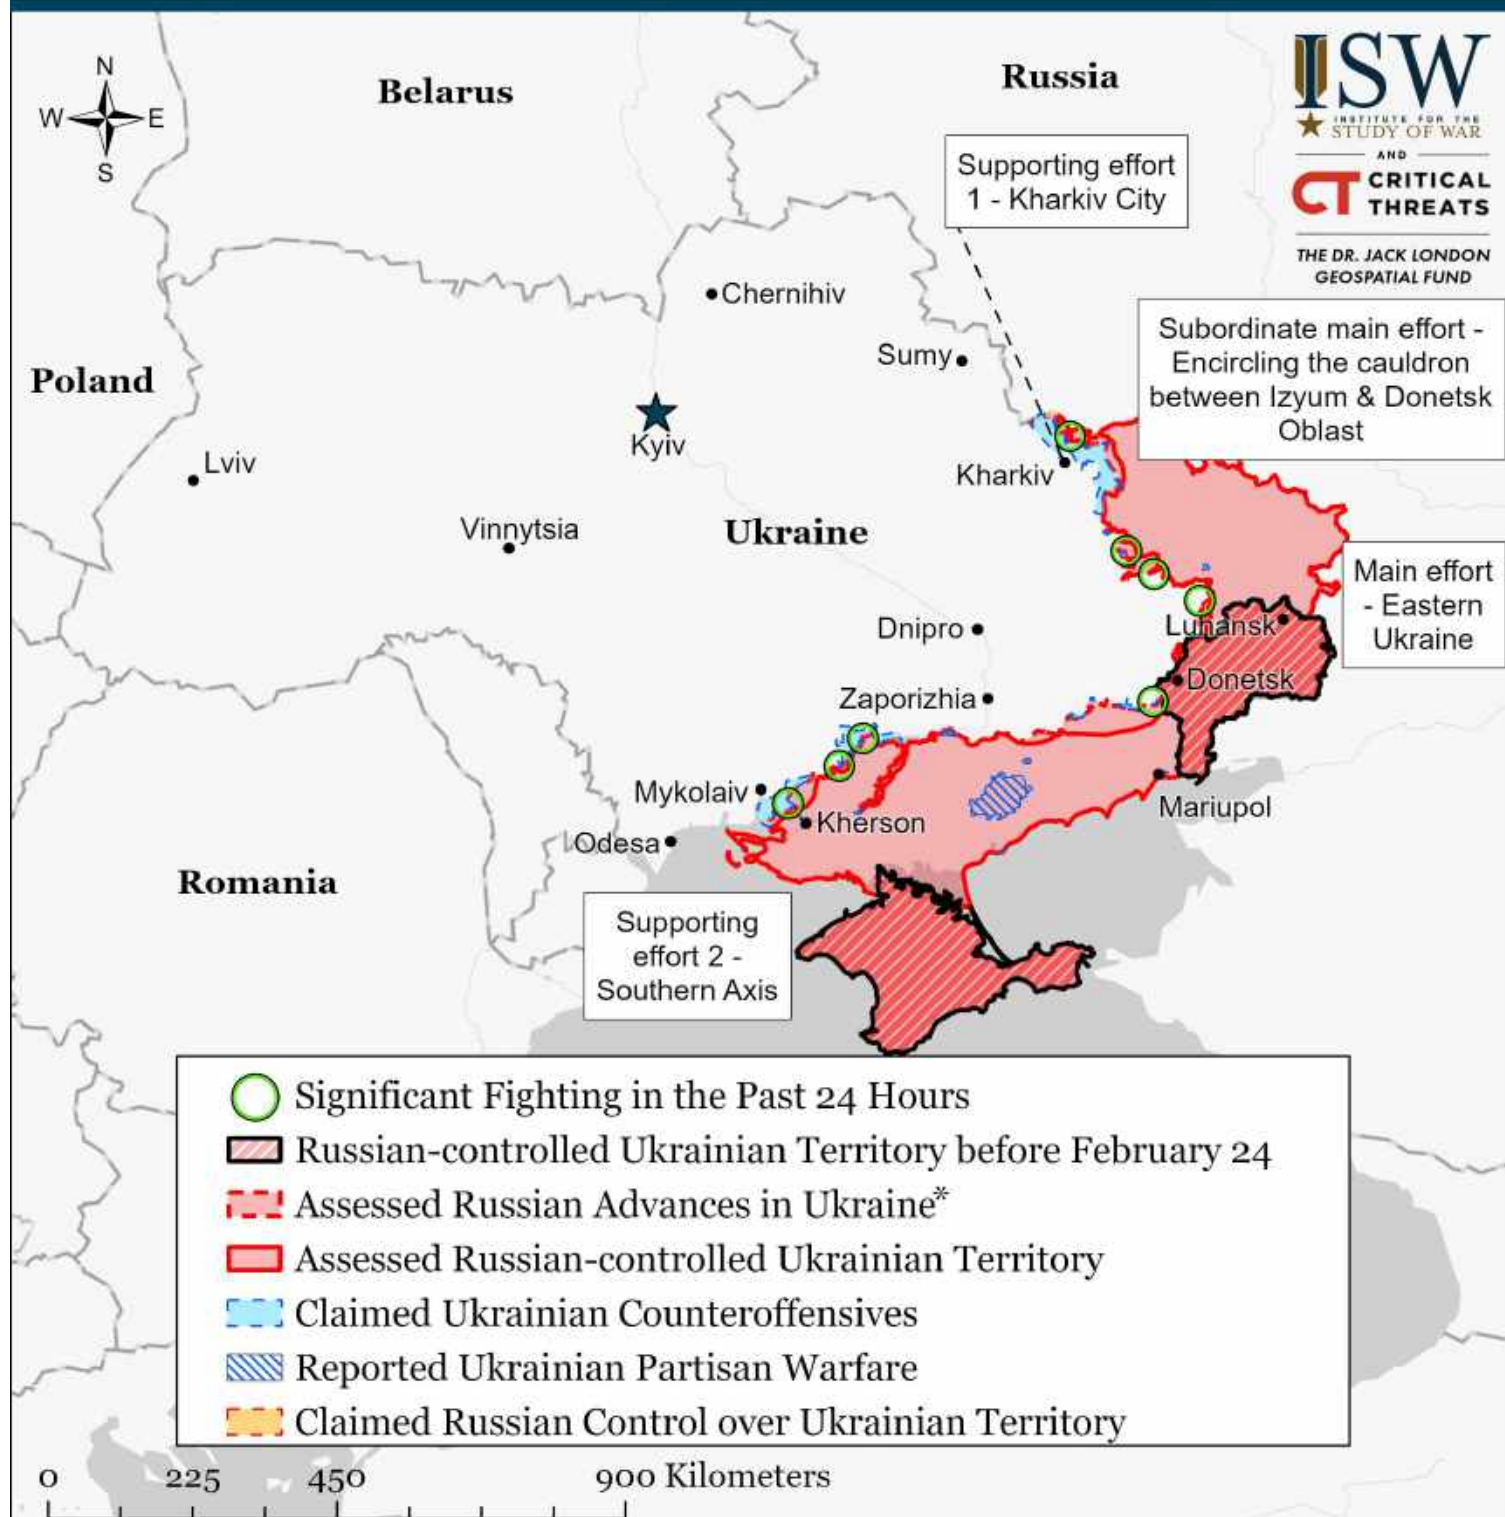 N
W E
S
Belarus
Russia
ISW
INSTITUTE FOR THE
STUDY OF WAR
AND
CT CRITICAL
THREATS
THE DR. JACK LONDON
GEOSPATIAL FUND
Supporting effort
1 - Kharkiv City
Chernihiv
Subordinate main effort -
Encircling the cauldron
between Izyum & Donetsk
Oblast
Sumy
Poland
Kyiv
Lviv
Kharkiv
Vinnytsia
Ukraine
Main effort
- Eastern
Ukraine
Dnipro
Luhansk
Donetsk
Zaporizhia
Mykolaiv
Mariupol
Kherson
Odesa
Romania
Supporting
effort 2 -
Southern Axis
Significant Fighting in the Past 24 Hours
Russian-controlled Ukrainian Territory before February 24
Assessed Russian Advances in Ukraine*
Assessed Russian-controlled Ukrainian Territory
Claimed Ukrainian Counteroffensives
Reported Ukrainian Partisan Warfare
Claimed Russian Control over Ukrainian Territory
0 225 450 900 Kilometers